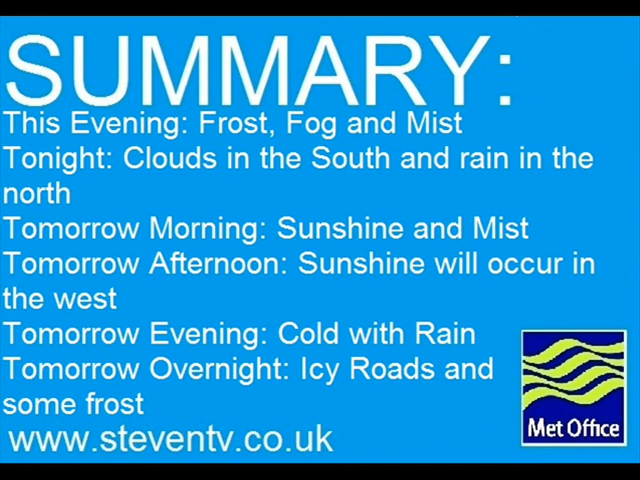 SUMMARY:
This Evening: Frost, Fog and Mist
Tonight: Clouds in the South and rain in the
north
Tomorrow Morning: Sunshine and Mist
Tomorrow Afternoon: Sunshine will occur in
the west
Tomorrow Evening: Cold with Rain
Tomorrow Overnight: Icy Roads and
some frost
www.steventv.co.uk
Met Office